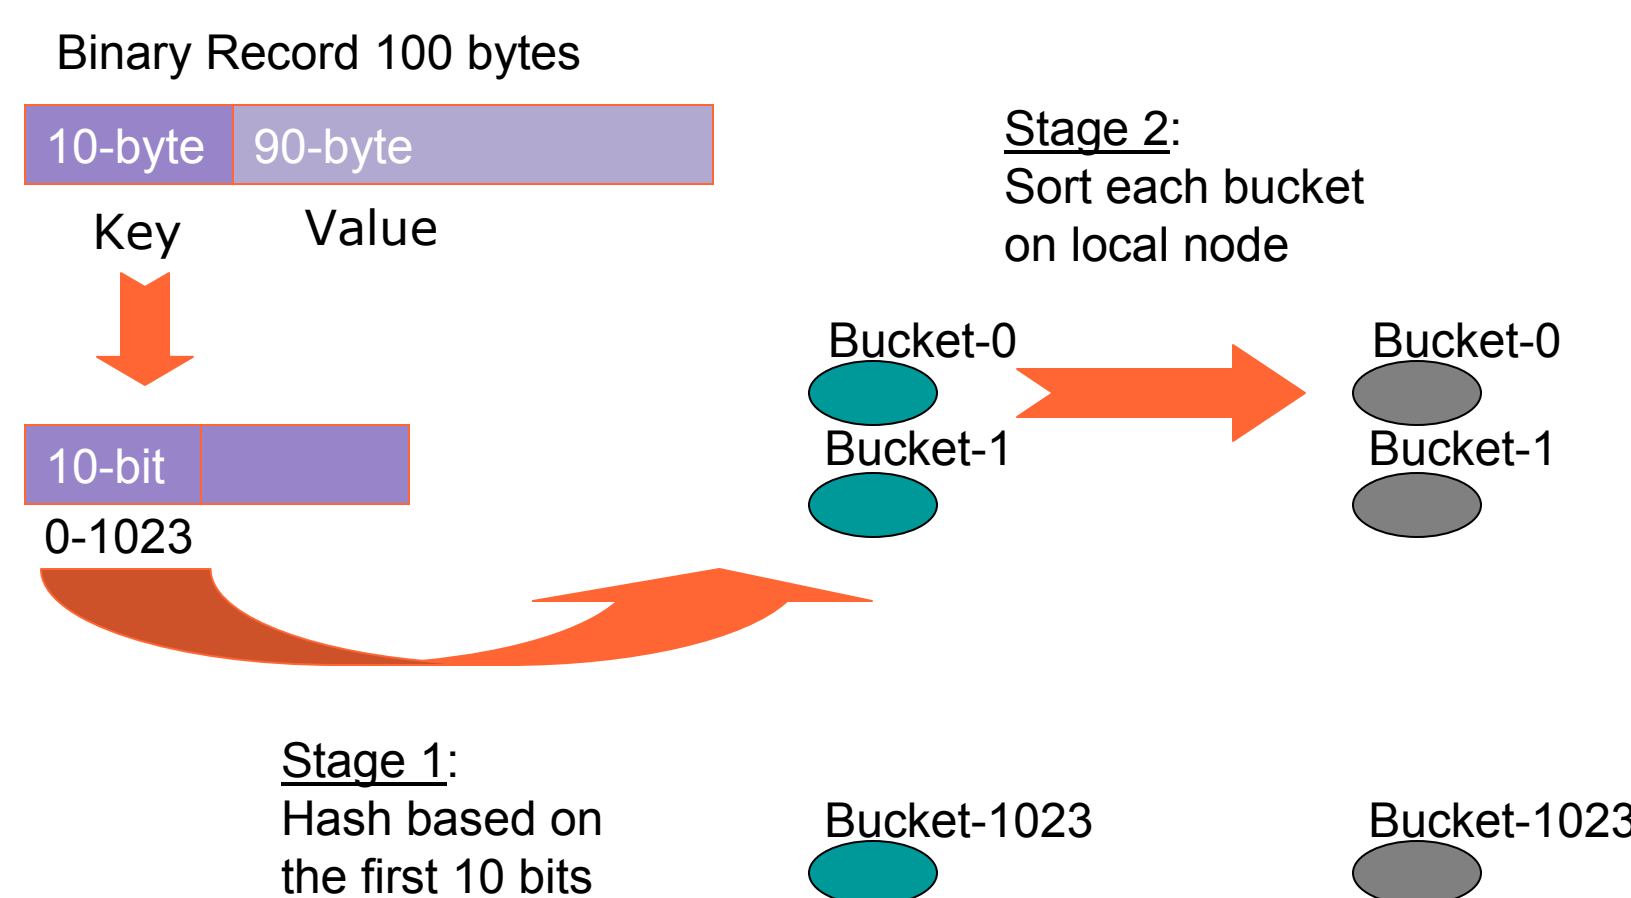 Binary Record 100 bytes
10-byte
90-byte
Key
Value
10-bit
0-1023
Stage 1:
Hash based on
the first 10 bits
Stage 2:
Sort each bucket
on local node
Bucket-0
Bucket-0
Bucket-1
Bucket-1
Bucket-1023
Bucket-1023